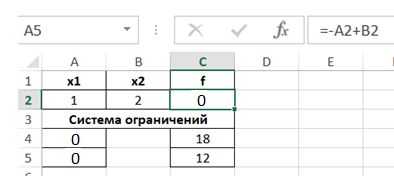 A5 fx =-A2+B2
A B C D E
1 x1 x2 f
2 1 2 0
3 Система ограничений
4 0 18
5 0 12